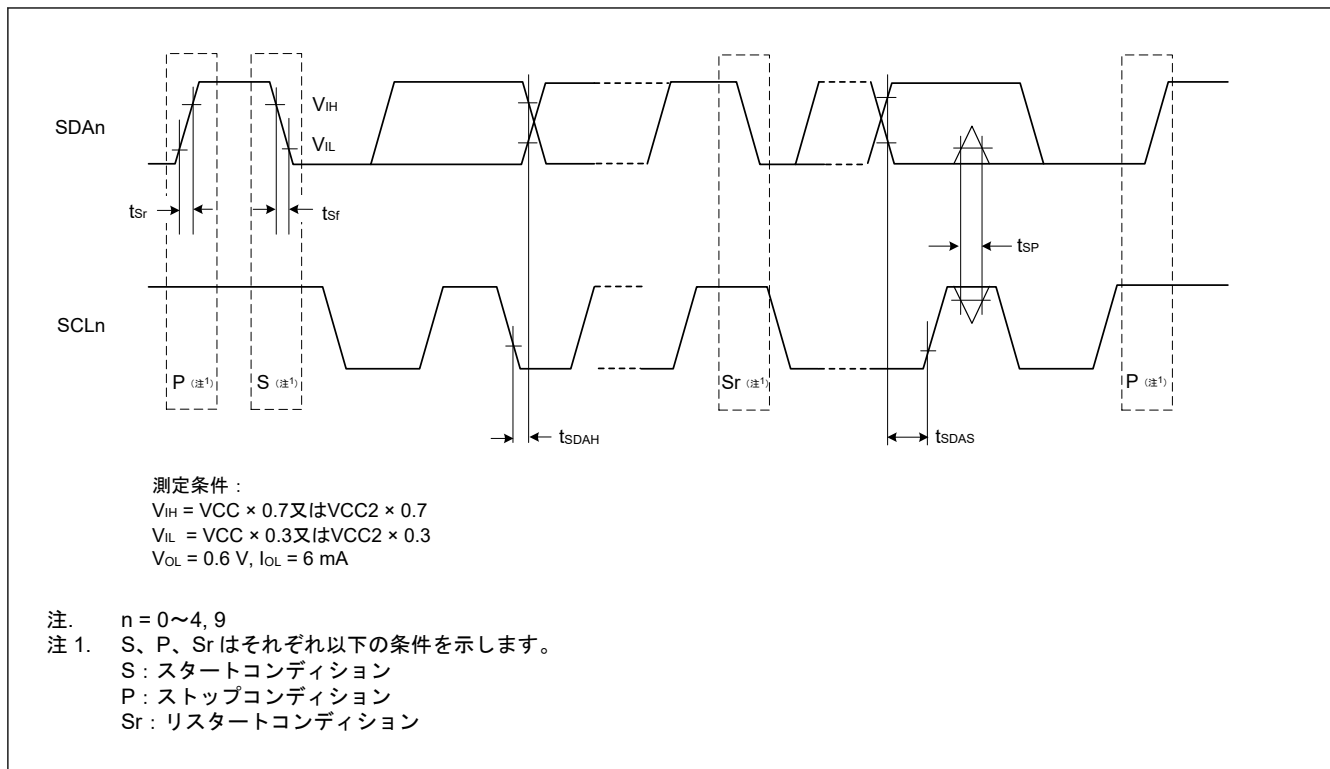 SDAn
VIH
VIL
tSr
tSf
tSP
SCLn
P（注1）
S（注1）
Sr（注1）
P（注1）
tSDAH
tSDAS
測定条件：
VIH = VCC × 0.7又はVCC2 × 0.7
VIL = VCC × 0.3又はVCC2 × 0.3
VOL = 0.6 V, IOL = 6 mA
注. n = 0～4, 9
注 1. S、P、Sr はそれぞれ以下の条件を示します。
S：スタートコンディション
P：ストップコンディション
Sr：リスタートコンディション